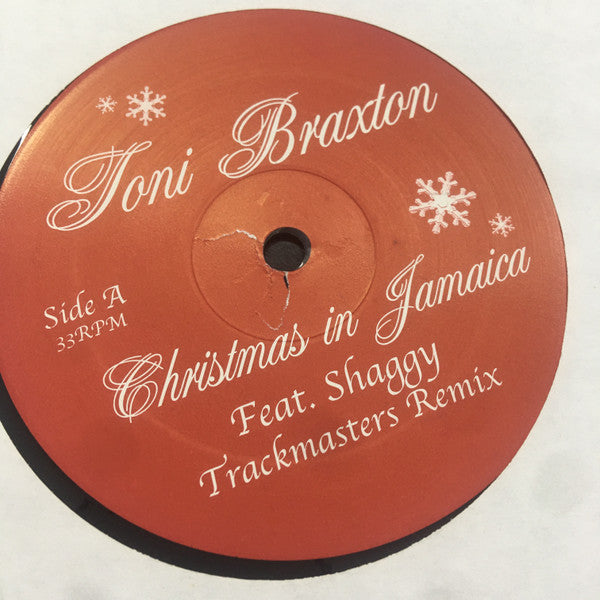 Toni Braxton
Side A
33RPM
Christmas in Jamaica
Feat. Shaggy
Trackmasters Remix